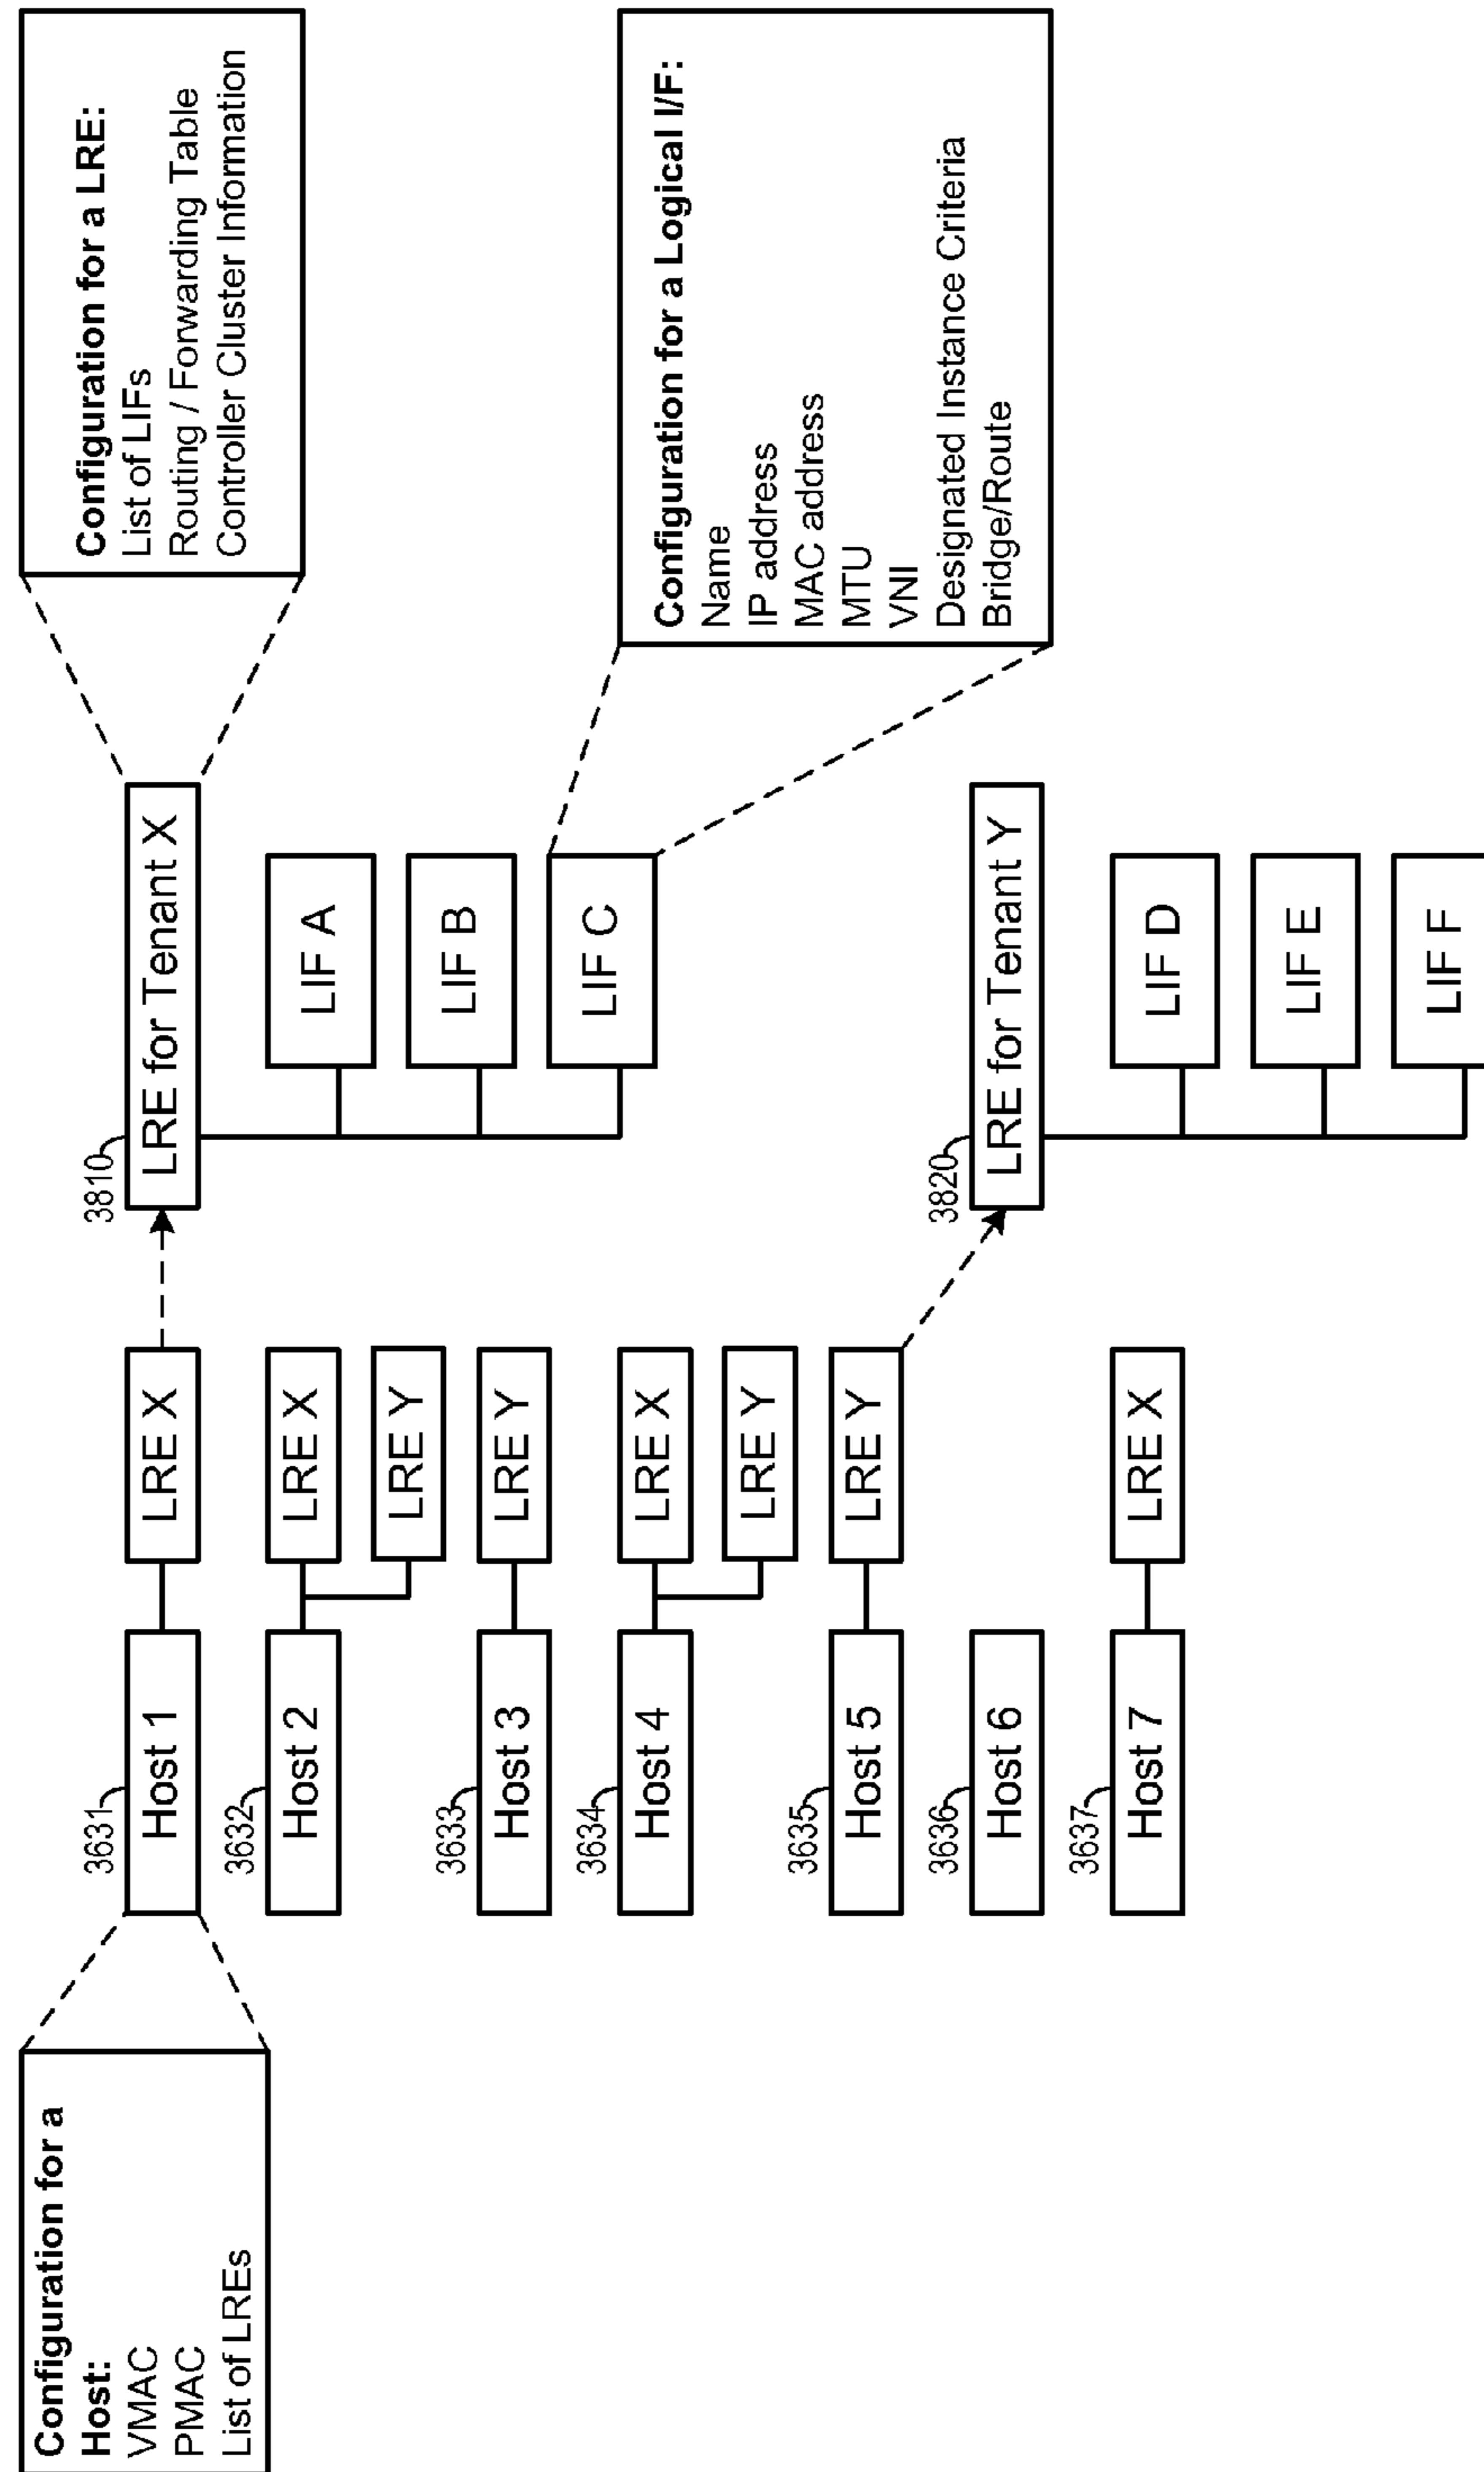 Configuration for a
Host:
VMAC
PMAC
List of LREs
3631
Host 1
LRE X
3632
Host 2
LRE X
LRE Y
3633
Host 3
LRE Y
3634
Host 4
LRE X
LRE Y
3635
Host 5
LRE Y
3636
Host 6
3637
Host 7
LRE X
3810
LRE for Tenant X
LIF A
LIF B
LIF C
3820
LRE for Tenant Y
LIF D
LIF E
LIF F
Configuration for a LRE:
List of LIFs
Routing / Forwarding Table
Controller Cluster Information
Configuration for a Logical I/F:
Name
IP address
MAC address
MTU
VNI
Designated Instance Criteria
Bridge/Route